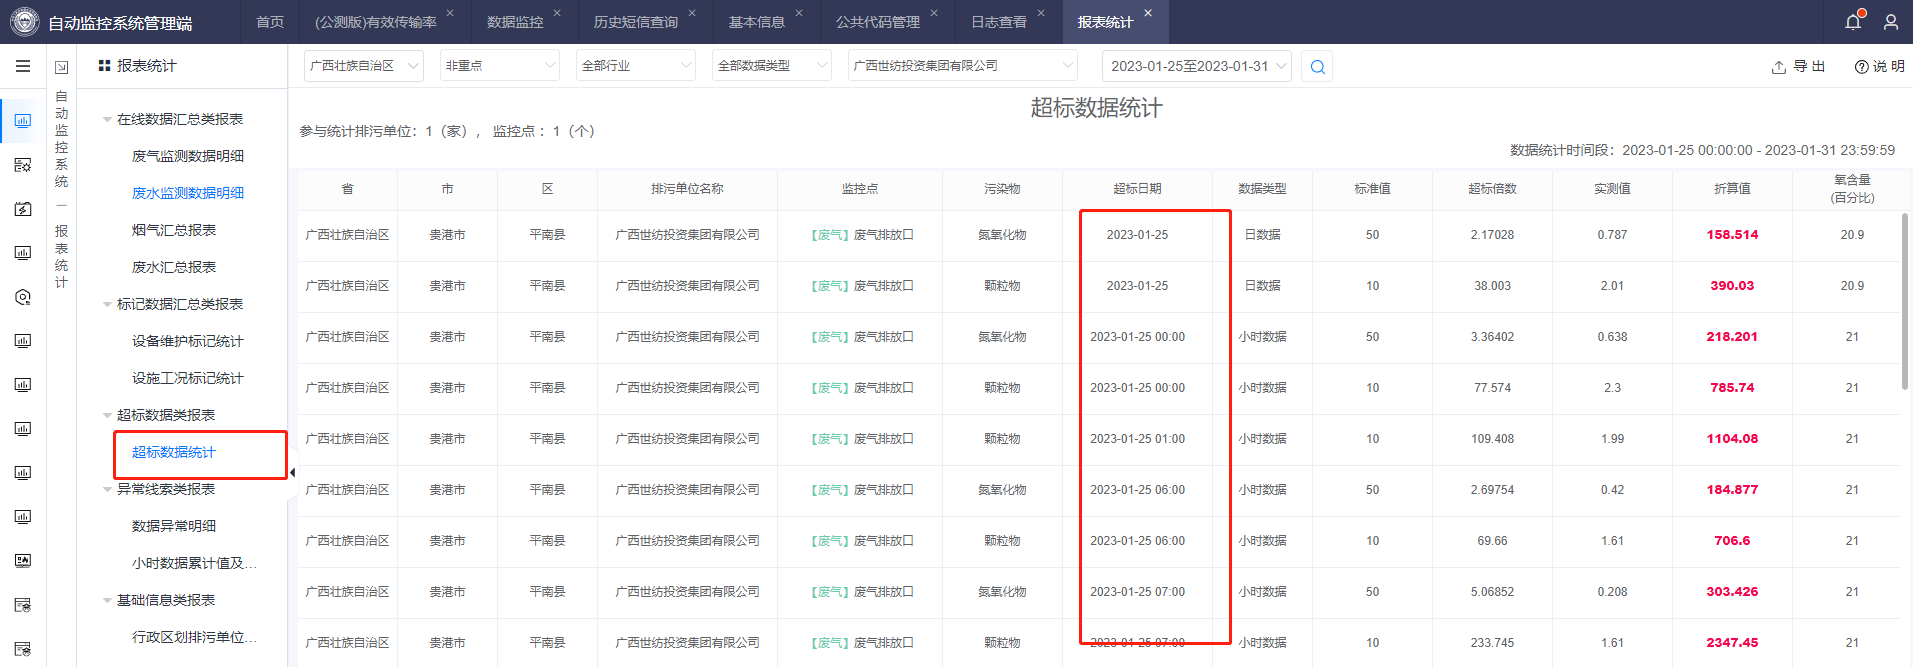 自动监控系统管理端
首页
(公测版)有效传输率
数据监控
历史短信查询
基本信息
公共代码管理
日志查看
报表统计
自动监控系统 — 报表统计
报表统计
在线数据汇总类报表
废气监测数据明细
废水监测数据明细
烟气汇总报表
废水汇总报表
标记数据汇总类报表
设备维护标记统计
设施工况标记统计
超标数据类报表
超标数据统计
异常线索类报表
数据异常明细
小时数据累计值及...
基础信息类报表
行政区划排污单位...
广西壮族自治区 非重点 全部行业 全部数据类型 广西世纺投资集团有限公司 2023-01-25至2023-01-31 导 出 说 明
超标数据统计
参与统计排污单位：1（家）， 监控点 ：1（个）
数据统计时间段：2023-01-25 00:00:00 - 2023-01-31 23:59:59
省 市 区 排污单位名称 监控点 污染物 超标日期 数据类型 标准值 超标倍数 实测值 折算值 氧含量
(百分比)
广西壮族自治区 贵港市 平南县 广西世纺投资集团有限公司 【废气】废气排放口 氮氧化物 2023-01-25 日数据 50 2.17028 0.787 158.514 20.9
广西壮族自治区 贵港市 平南县 广西世纺投资集团有限公司 【废气】废气排放口 颗粒物 2023-01-25 日数据 10 38.003 2.01 390.03 20.9
广西壮族自治区 贵港市 平南县 广西世纺投资集团有限公司 【废气】废气排放口 氮氧化物 2023-01-25 00:00 小时数据 50 3.36402 0.638 218.201 21
广西壮族自治区 贵港市 平南县 广西世纺投资集团有限公司 【废气】废气排放口 颗粒物 2023-01-25 00:00 小时数据 10 77.574 2.3 785.74 21
广西壮族自治区 贵港市 平南县 广西世纺投资集团有限公司 【废气】废气排放口 颗粒物 2023-01-25 01:00 小时数据 10 109.408 1.99 1104.08 21
广西壮族自治区 贵港市 平南县 广西世纺投资集团有限公司 【废气】废气排放口 氮氧化物 2023-01-25 06:00 小时数据 50 2.69754 0.42 184.877 21
广西壮族自治区 贵港市 平南县 广西世纺投资集团有限公司 【废气】废气排放口 颗粒物 2023-01-25 06:00 小时数据 10 69.66 1.61 706.6 21
广西壮族自治区 贵港市 平南县 广西世纺投资集团有限公司 【废气】废气排放口 氮氧化物 2023-01-25 07:00 小时数据 50 5.06852 0.208 303.426 21
广西壮族自治区 贵港市 平南县 广西世纺投资集团有限公司 【废气】废气排放口 颗粒物 2023-01-25 07:00 小时数据 10 233.745 1.61 2347.45 21